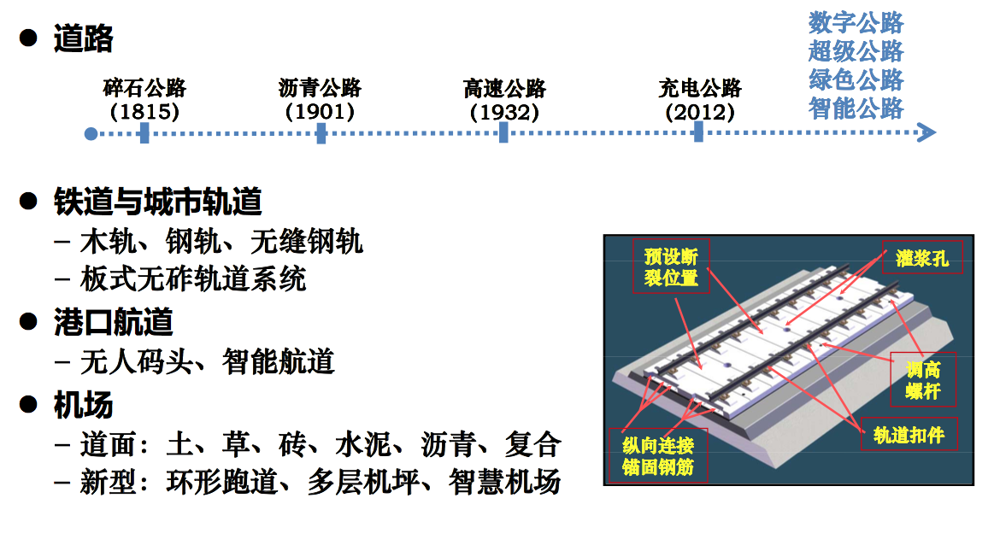 ● 道路
数字公路
超级公路
绿色公路
智能公路
碎石公路
(1815)
沥青公路
(1901)
高速公路
(1932)
充电公路
(2012)
● 铁道与城市轨道
– 木轨、钢轨、无缝钢轨
– 板式无砟轨道系统
● 港口航道
– 无人码头、智能航道
● 机场
– 道面：土、草、砖、水泥、沥青、复合
– 新型：环形跑道、多层机坪、智慧机场
预设断
裂位置
灌浆孔
调高
螺杆
轨道扣件
纵向连接
锚固钢筋